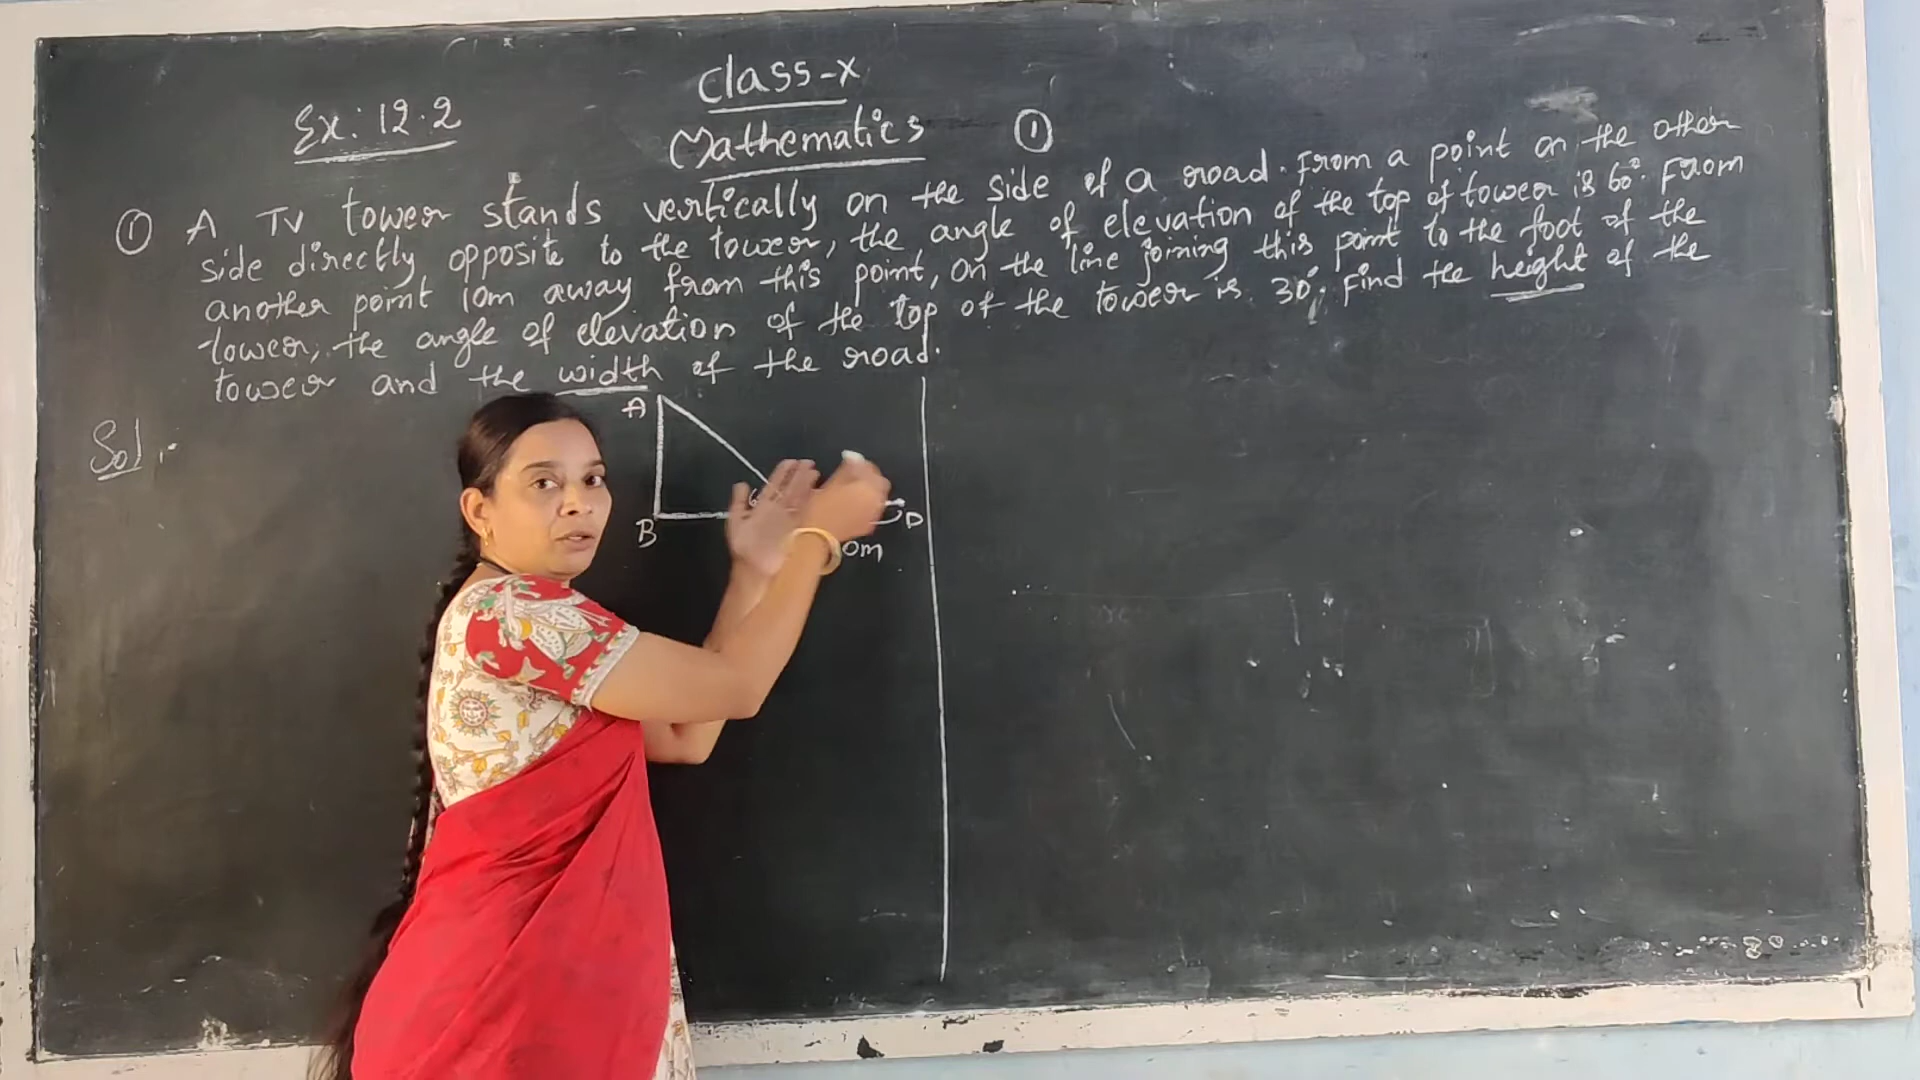 Class-X
Ex: 12.2
Mathematics
①
① A TV tower stands vertically on the side of a road. From a point on the other
side directly opposite to the tower, the angle of elevation of the top of tower is 60°. From
another point 10m away from this point, on the line joining this point to the foot of the
tower, the angle of elevation of the top of the tower is 30°. Find the height of the
tower and the width of the road.
Sol :-
A
B
D
0m